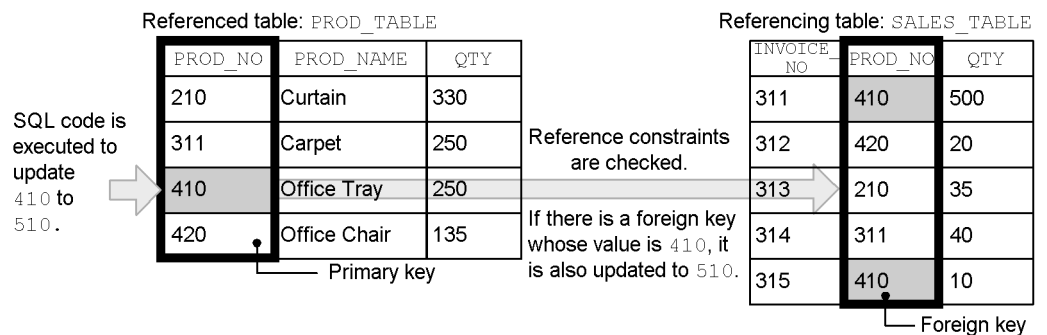 Referenced table: PROD_TABLE
PROD_NO PROD_NAME QTY
210 Curtain 330
311 Carpet 250
410 Office Tray 250
420 Office Chair 135
Primary key
SQL code is
executed to
update
410 to
510.
Reference constraints
are checked.
If there is a foreign key
whose value is 410, it
is also updated to 510.
Referencing table: SALES_TABLE
INVOICE_
NO PROD_NO QTY
311 410 500
312 420 20
313 210 35
314 311 40
315 410 10
Foreign key